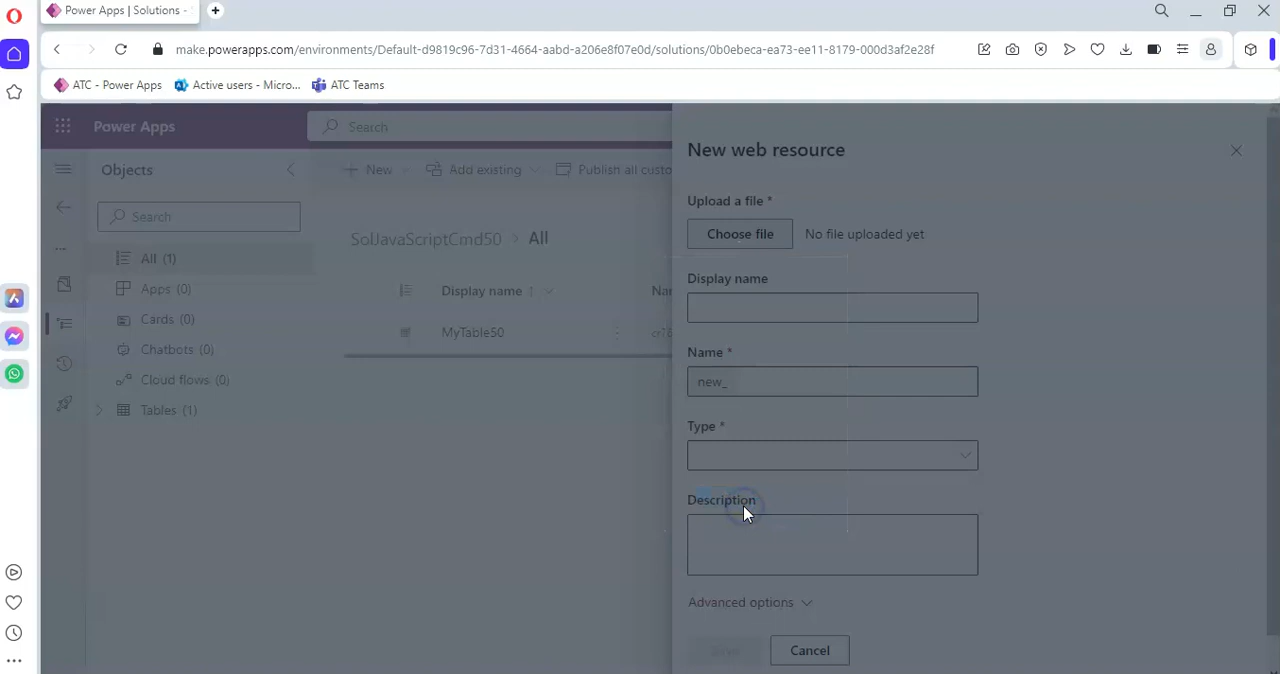 Power Apps | Solutions -
make.powerapps.com/environments/Default-d9819c96-7d31-4664-aabd-a206e8f07e0d/solutions/0b0ebeca-ea73-ee11-8179-000d3af2e28f
ATC - Power Apps
Active users - Micro...
ATC Teams
Power Apps
Search
New web resource
Objects
New
Add existing
Publish all custo
Upload a file *
Search
Choose file
No file uploaded yet
SolJavaScriptCmd50 > All
All (1)
Display name
Apps (0)
Display name ↑
Nar
Cards (0)
MyTable50
Name *
Chatbots (0)
new_
Cloud flows (0)
Tables (1)
Type *
Description
Advanced options
Save
Cancel